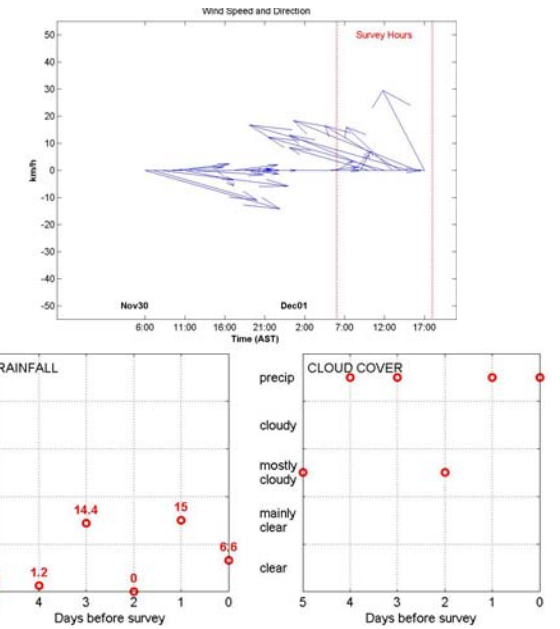 Wind Speed and Direction
50
Survey Hours
40
30
20
10
0
-10
-20
-30
-40
-50
km/h
Nov30
Dec01
6:00 11:00 16:00 21:00 2:00 7:00 12:00 17:00
Time (AST)
RAINFALL
14.4
15
6.6
1.2
0
4 3 2 1 0
Days before survey
CLOUD COVER
precip
cloudy
mostly
cloudy
mainly
clear
clear
5 4 3 2 1 0
Days before survey